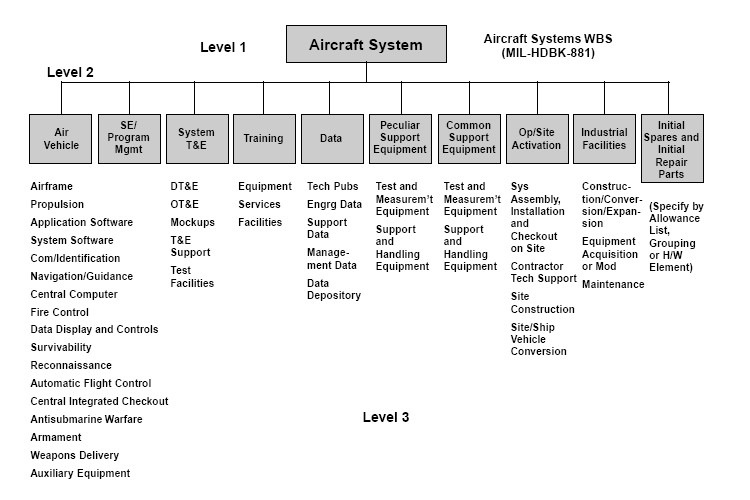 Level 1
Aircraft System
Aircraft Systems WBS
(MIL-HDBK-881)
Level 2
Air
Vehicle
SE/
Program
Mgmt
System
T&E
Training
Data
Peculiar
Support
Equipment
Common
Support
Equipment
Op/Site
Activation
Industrial
Facilities
Initial
Spares and
Initial
Repair
Parts
Airframe
Propulsion
Application Software
System Software
Com/Identification
Navigation/Guidance
Central Computer
Fire Control
Data Display and Controls
Survivability
Reconnaissance
Automatic Flight Control
Central Integrated Checkout
Antisubmarine Warfare
Armament
Weapons Delivery
Auxiliary Equipment
DT&E
OT&E
Mockups
T&E
Support
Test
Facilities
Equipment
Services
Facilities
Tech Pubs
Engrg Data
Support
Data
Manage-
ment Data
Data
Depository
Test and
Measurem't
Equipment
Support
and
Handling
Equipment
Test and
Measurem't
Equipment
Support
and
Handling
Equipment
Sys
Assembly,
Installation
and
Checkout
on Site
Contractor
Tech Support
Site
Construction
Site/Ship
Vehicle
Conversion
Construc-
tion/Conver-
sion/Expan-
sion
Equipment
Acquisition
or Mod
Maintenance
(Specify by
Allowance
List,
Grouping
or H/W
Element)
Level 3